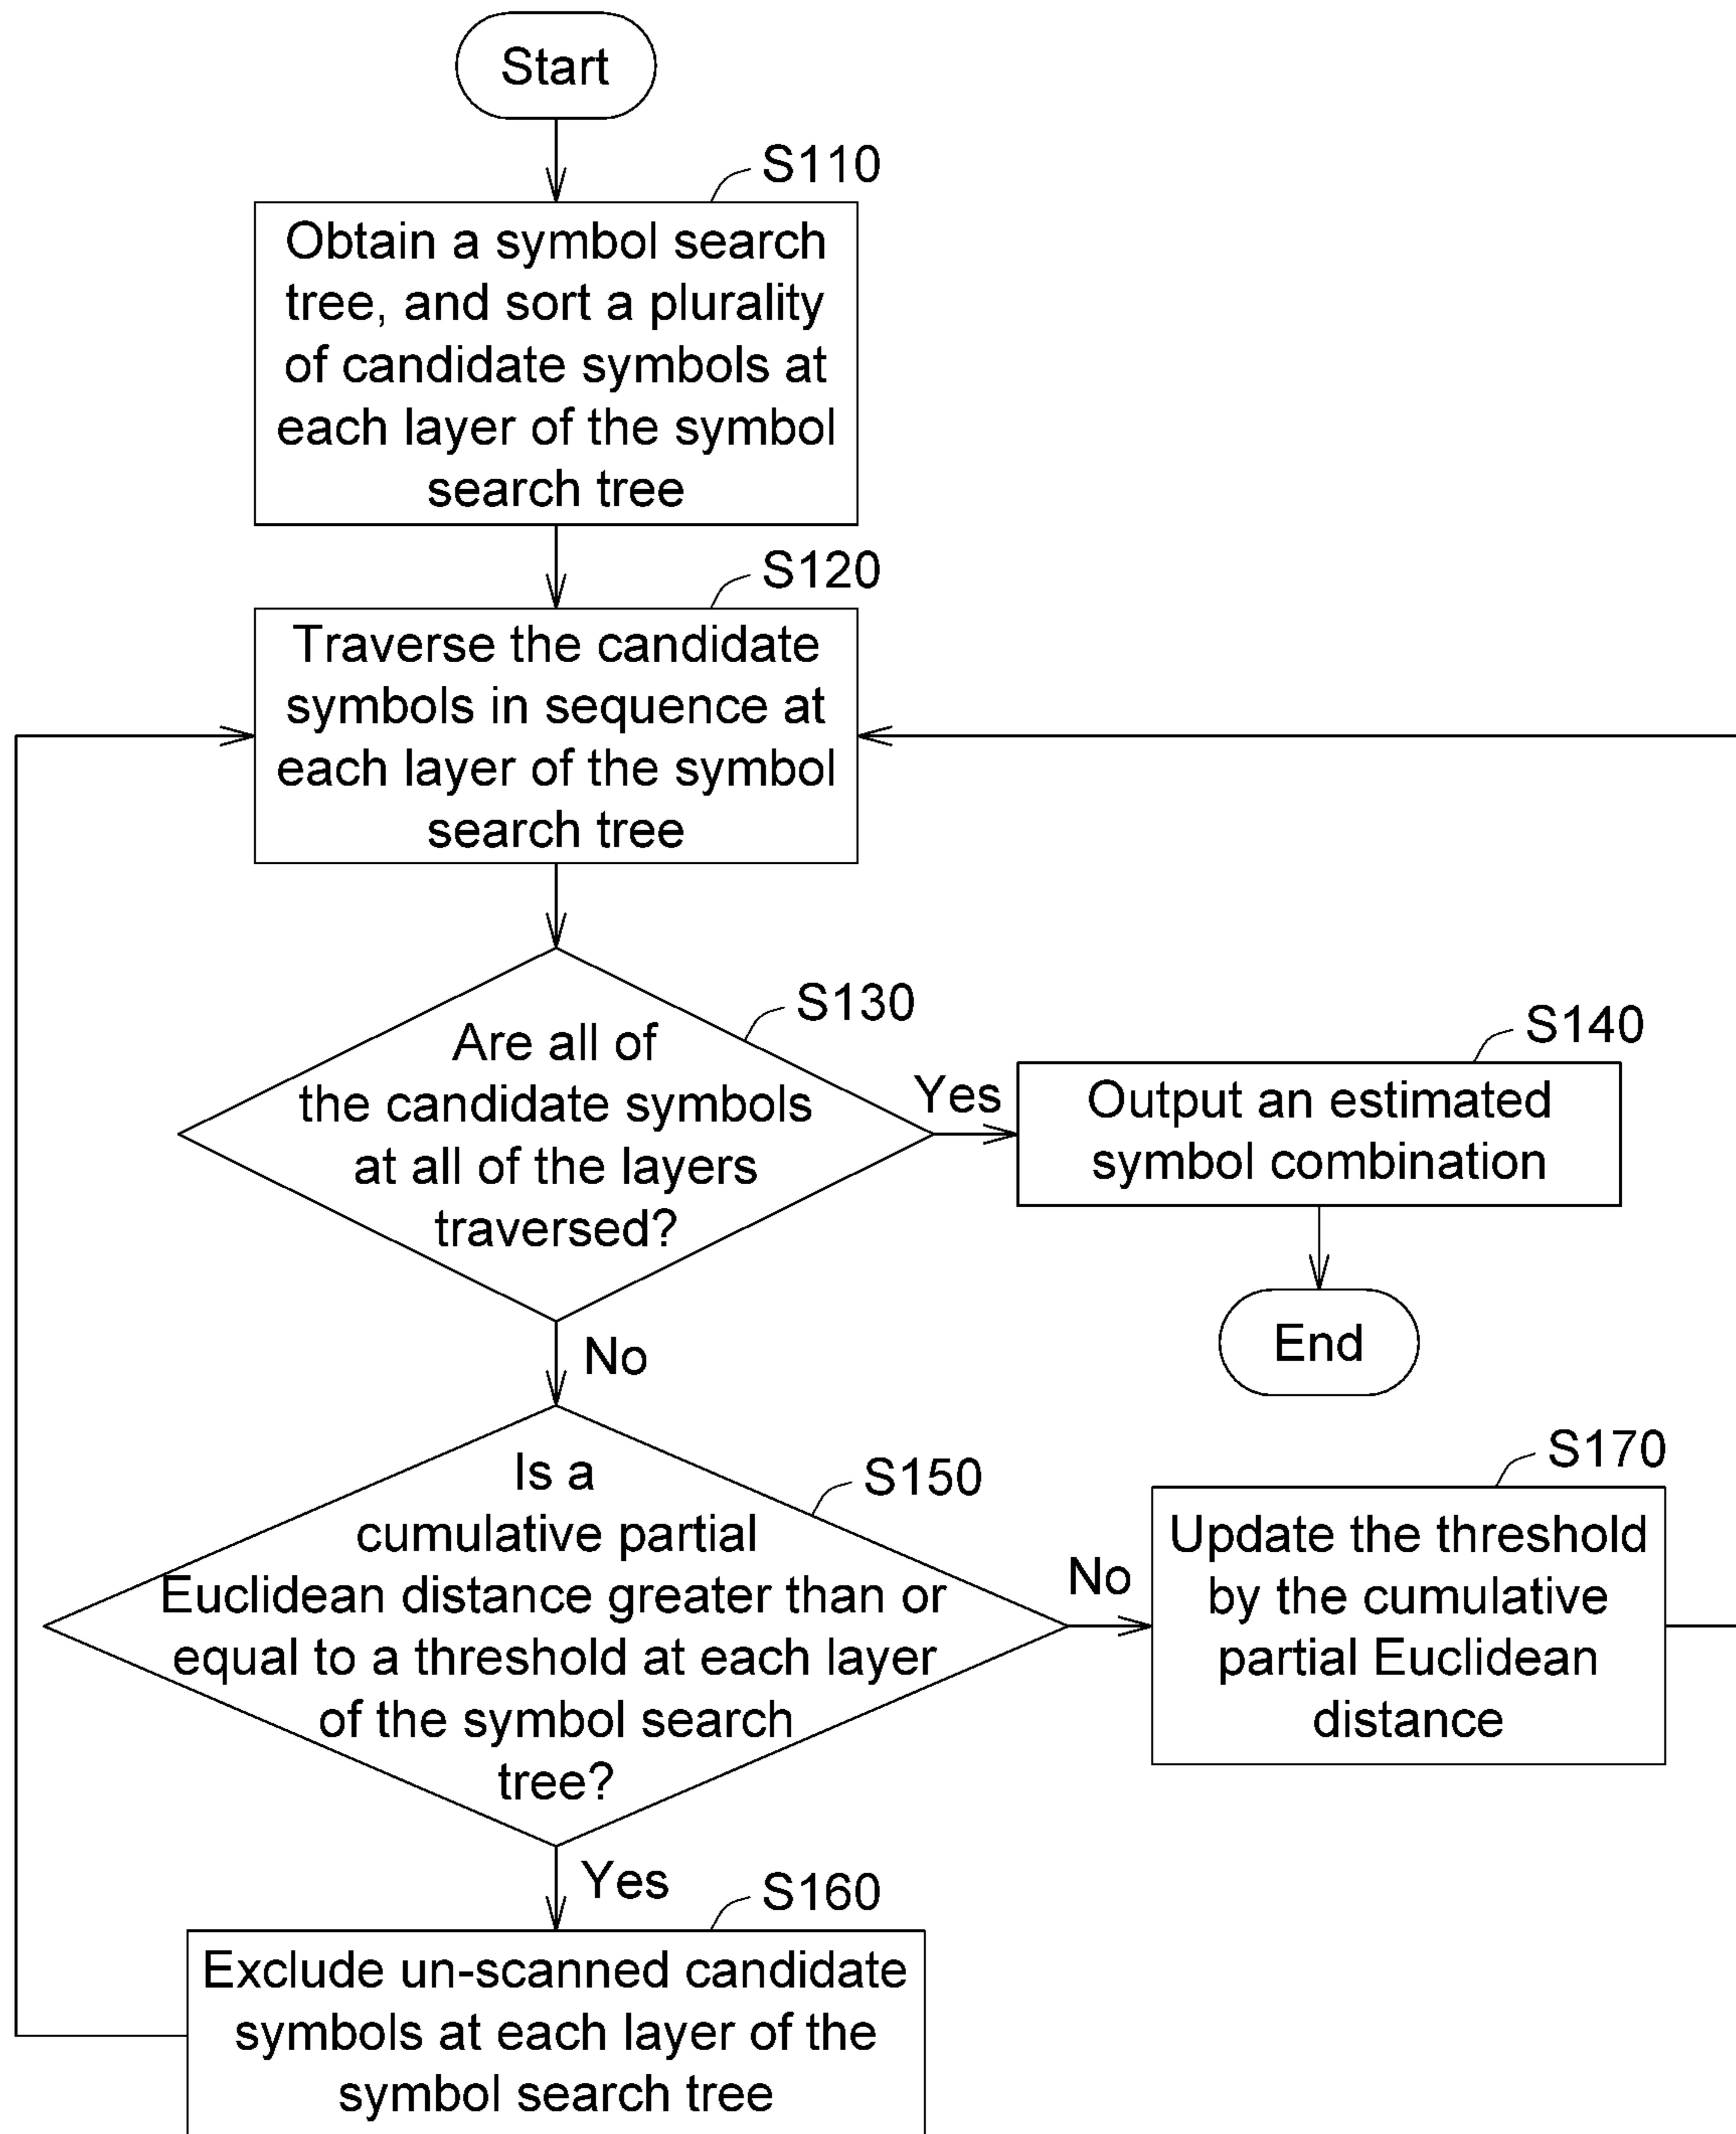 Start
S110
Obtain a symbol search
tree, and sort a plurality
of candidate symbols at
each layer of the symbol
search tree
S120
Traverse the candidate
symbols in sequence at
each layer of the symbol
search tree
S130
Are all of
the candidate symbols
at all of the layers
traversed?
Yes
S140
Output an estimated
symbol combination
End
No
S150
Is a
cumulative partial
Euclidean distance greater than or
equal to a threshold at each layer
of the symbol search
tree?
No
S170
Update the threshold
by the cumulative
partial Euclidean
distance
Yes
S160
Exclude un-scanned candidate
symbols at each layer of the
symbol search tree